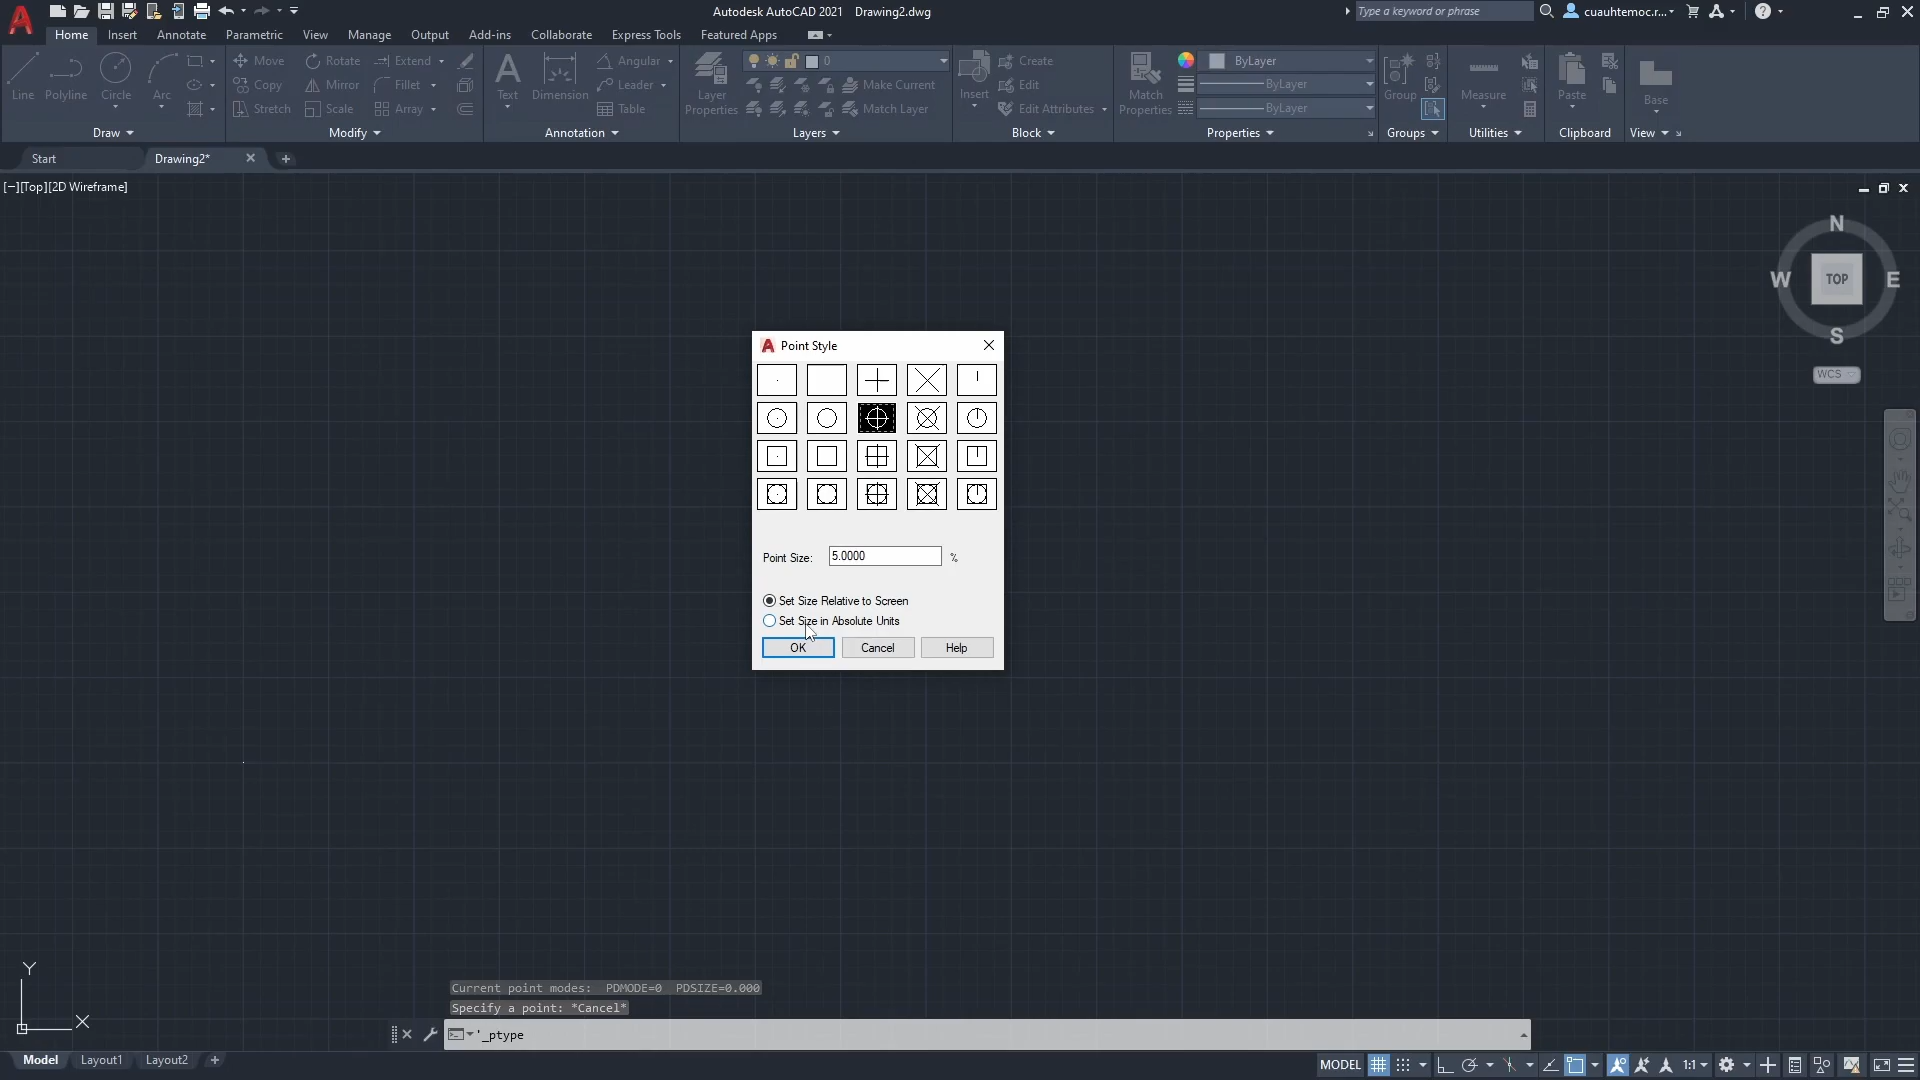 Autodesk AutoCAD 2021 Drawing2.dwg
Type a keyword or phrase
cuauhtemoc.r...
Home Insert Annotate Parametric View Manage Output Add-ins Collaborate Express Tools Featured Apps
Line Polyline Circle Arc
Draw
Move Rotate Extend
Copy Mirror Fillet
Stretch Scale Array
Modify
Text Dimension
Angular
Leader
Table
Annotation
Layer Properties
0
Make Current
Match Layer
Layers
Insert
Create
Edit
Edit Attributes
Block
Match Properties
ByLayer
ByLayer
ByLayer
Properties
Group
Groups
Measure
Utilities
Paste
Clipboard
Base
View
Start Drawing2*
[−][Top][2D Wireframe]
N
W TOP E
S
WCS
Point Style
Point Size: 5.0000 %
Set Size Relative to Screen
Set Size in Absolute Units
OK Cancel Help
Y
X
Current point modes: PDMODE=0 PDSIZE=0.000
Specify a point: *Cancel*
'_ptype
Model Layout1 Layout2
MODEL 1:1